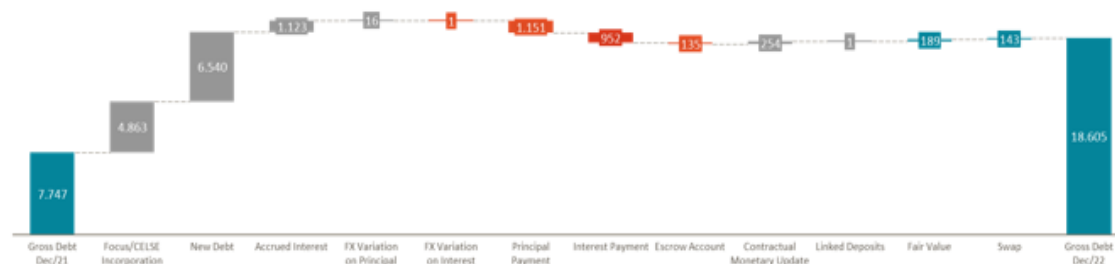 1.123
16
1
1.151
952
135
254
1
189
143
6.540
4.863
7.747
18.605
Gross Debt
Dec/21
Focus/CELSE
Incorporation
New Debt
Accrued Interest
FX Variation
on Principal
FX Variation
on Interest
Principal
Payment
Interest Payment
Escrow Account
Contractual
Monetary Update
Linked Deposits
Fair Value
Swap
Gross Debt
Dec/22